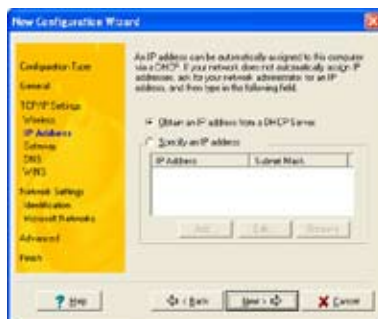 New Configuration Wizard
An IP address can be automatically assigned to this computer
via a DHCP. If your network does not automatically assign IP
addresses, ask for your network administrator for an IP
address, and then type in the following field.
Configuration Type
General
TCP/IP Settings
Wireless
IP Address
Gateway
DNS
WINS
Network Settings
Identification
Microsoft Networks
Advanced
Finish
Obtain an IP address from a DHCP Server
Specify an IP address
IP Address Subnet Mask
Add... Edit... Remove
Help < Back Next > Cancel